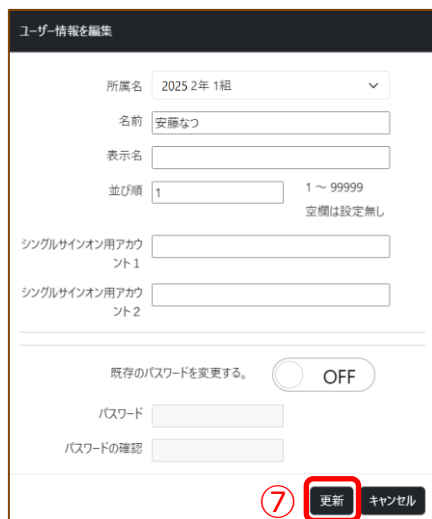 ユーザー情報を編集
所属名 2025 2年 1組
名前 安藤なつ
表示名
並び順 1 1 ～ 99999
空欄は設定無し
シングルサインオン用アカウ
ント1
シングルサインオン用アカウ
ント2
既存のパスワードを変更する。 OFF
パスワード
パスワードの確認
⑦ 更新 キャンセル